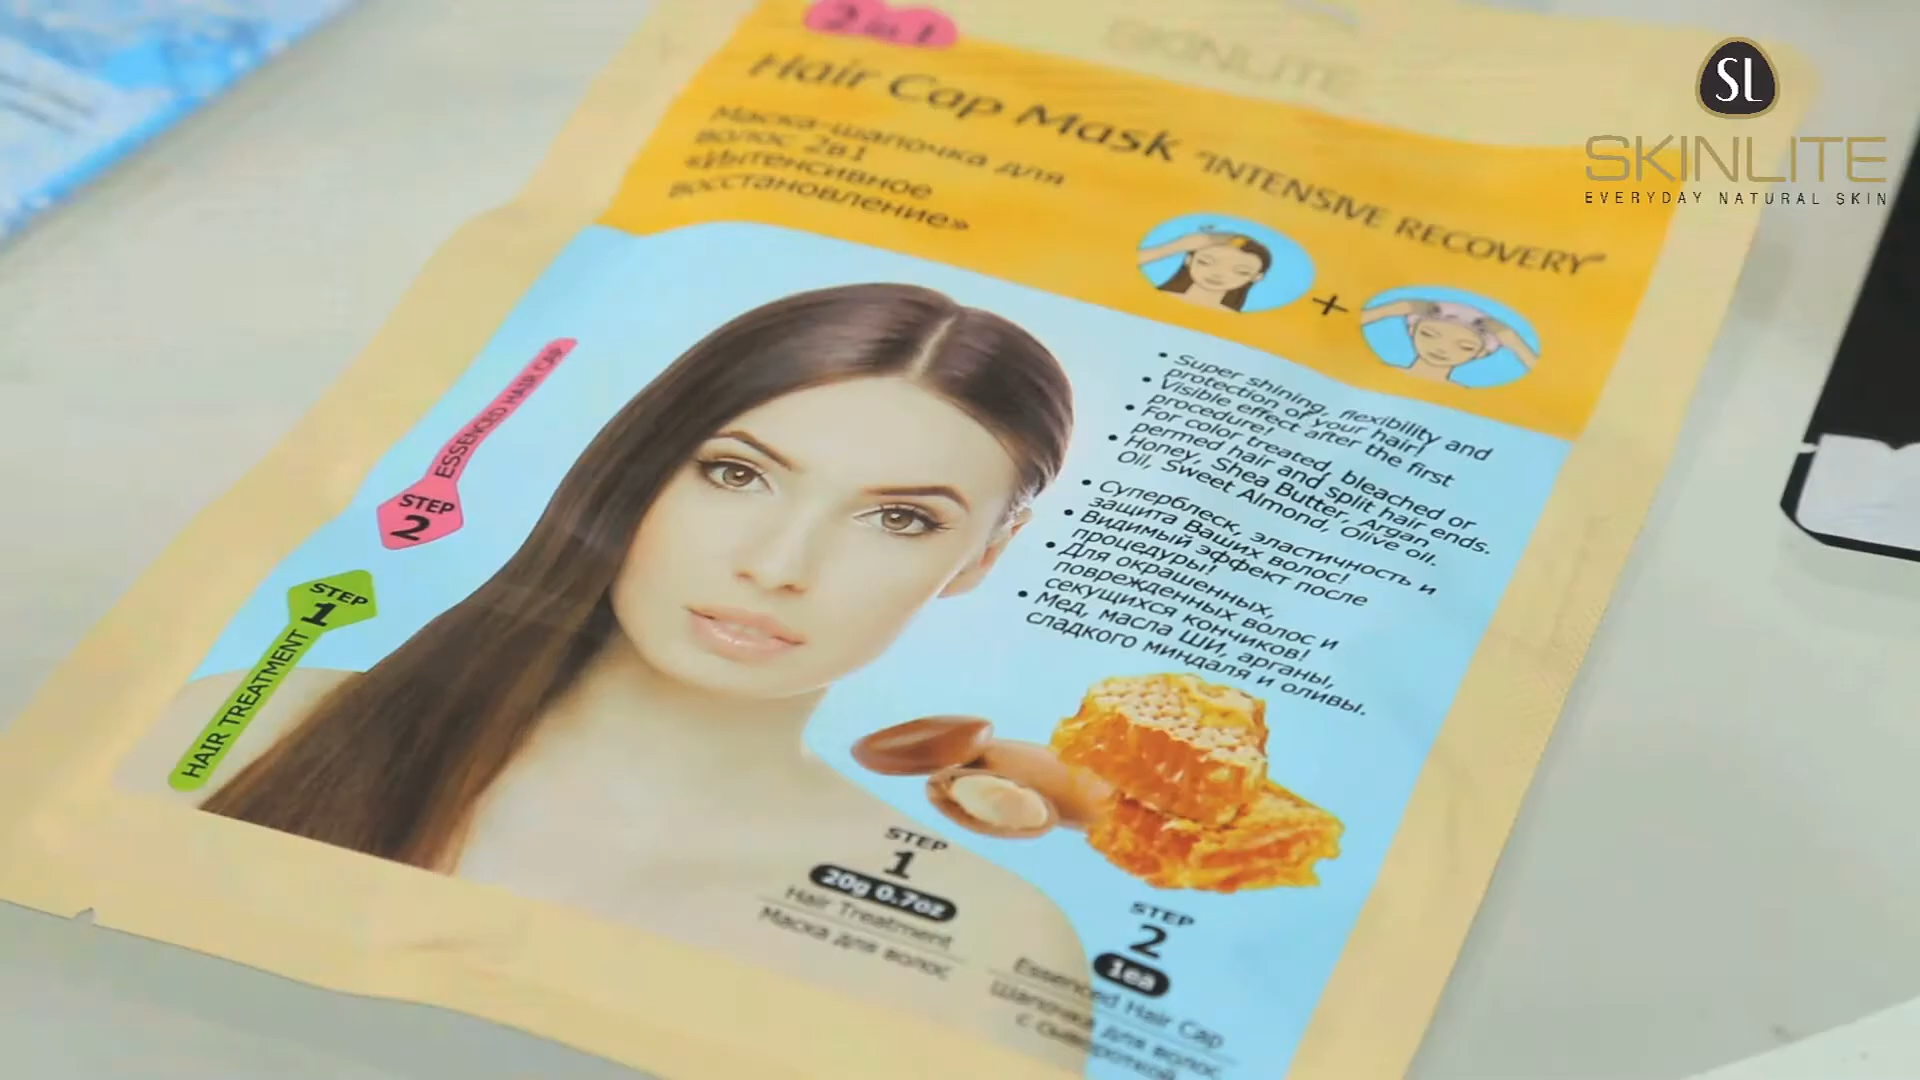 2 in 1
SKINLITE
Hair Cap Mask "INTENSIVE RECOVERY"
Маска-шапочка для
волос 2в1
«Интенсивное
восстановление»
SL
SKINLITE
EVERYDAY NATURAL SKIN
+
• Super shining, flexibility and
protection of your hair!
• Visible effect after the first
procedure!
• For color treated, bleached or
permed hair and split hair ends.
• Honey, Shea Butter, Argan
Oil, Sweet Almond, Olive oil.
• Суперблеск, эластичность и
защита Ваших волос!
• Видимый эффект после
процедуры!
• Для окрашенных,
поврежденных волос и
секущихся кончиков!
• Мед, масла ШИ, арганы,
сладкого миндаля и оливы.
ESSENCED HAIR CAP
STEP
2
STEP
1
HAIR TREATMENT
STEP
1
20g 0.7oz
Hair Treatment
Маска для волос
STEP
2
1ea
Essenced Hair Cap
Шапочка для волос
с сывороткой